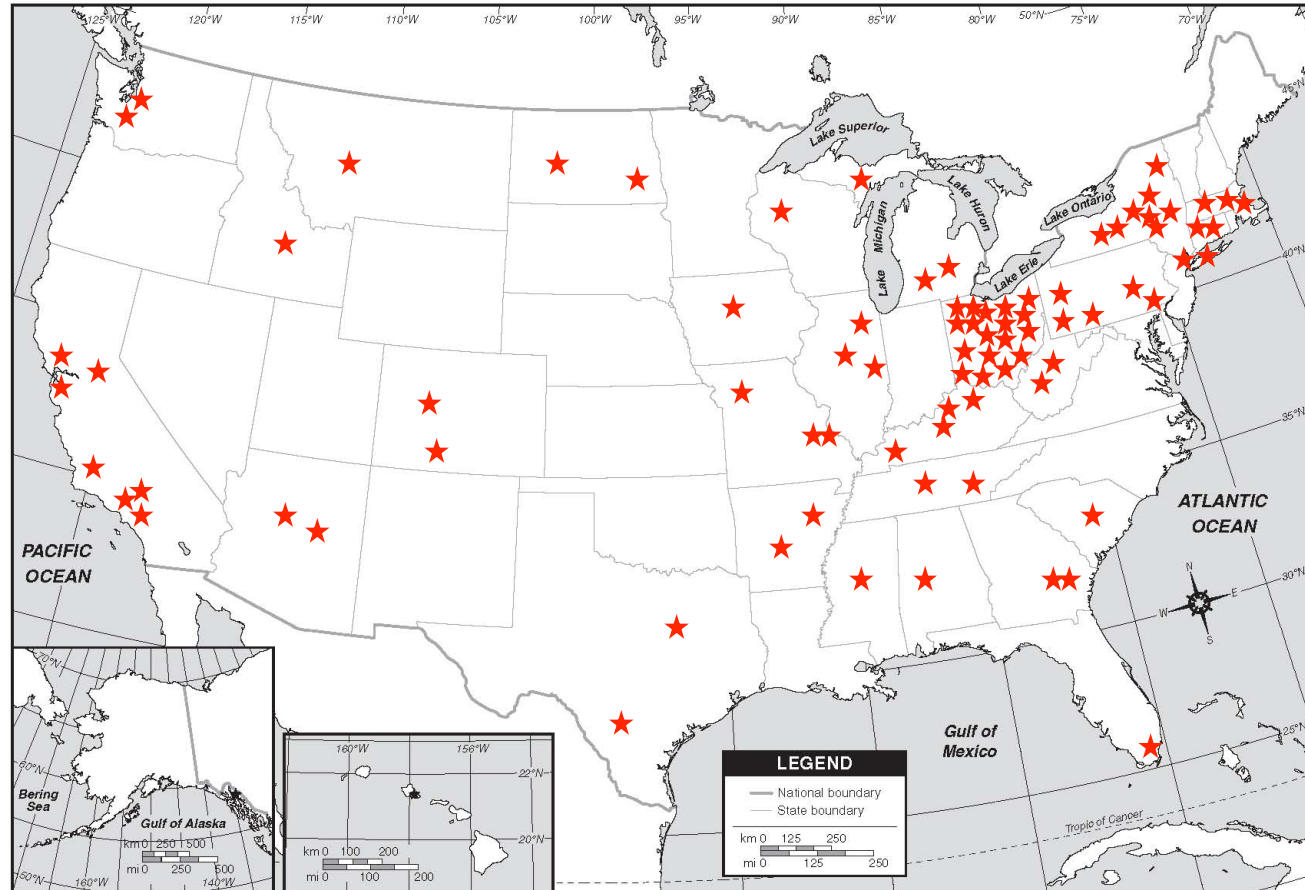 125°W 120°W 115°W 110°W 105°W 100°W 95°W 90°W 85°W 80°W 50°N 75°W 70°W
45°N
Lake Superior
Lake Huron
Lake Ontario
Lake Michigan
Lake Erie
40°N
35°N
ATLANTIC
OCEAN
PACIFIC
OCEAN
30°N
N
W E
S
70°N
Bering
Sea
60°N
Gulf of Alaska
km 0 250 500
mi 0 250 500
50°N 160°W 140°W
160°W 156°W
22°N
20°N
km 0 100 200
mi 0 100 200
Gulf of
Mexico
25°N
LEGEND
National boundary
State boundary
km 0 125 250
mi 0 125 250
Tropic of Cancer